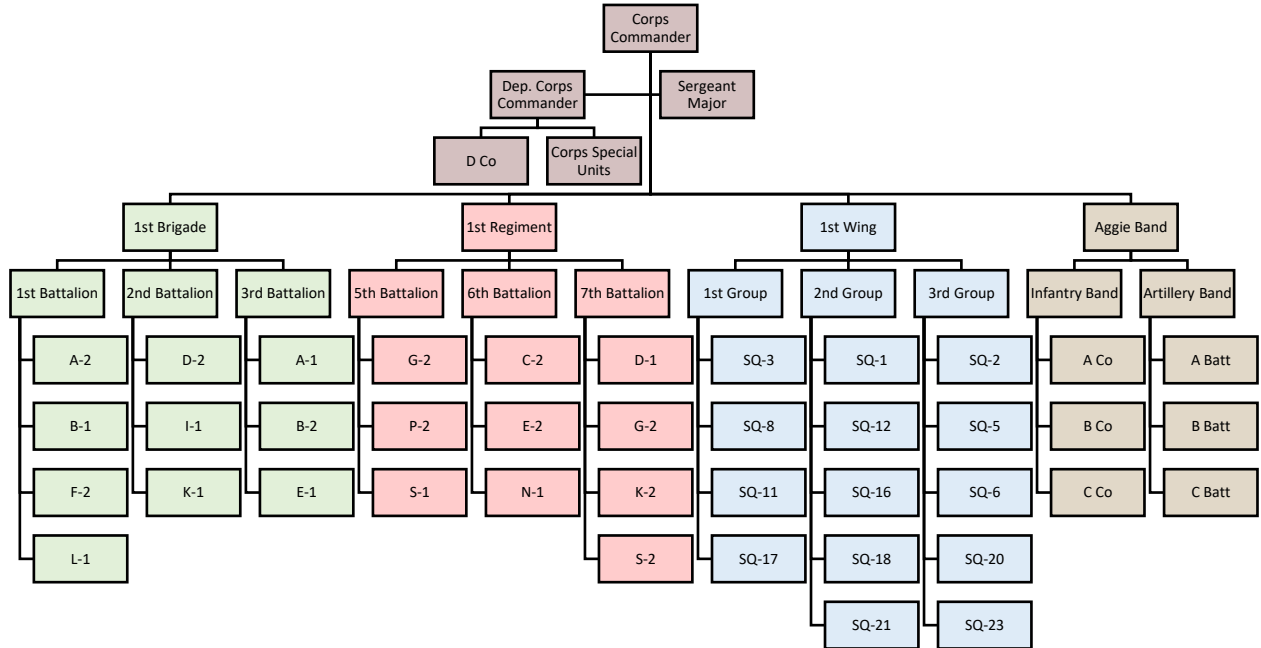 Corps
Commander
Dep. Corps
Commander
Sergeant
Major
D Co
Corps Special
Units
1st Brigade
1st Regiment
1st Wing
Aggie Band
1st Battalion
2nd Battalion
3rd Battalion
5th Battalion
6th Battalion
7th Battalion
1st Group
2nd Group
3rd Group
Infantry Band
Artillery Band
A-2
D-2
A-1
G-2
C-2
D-1
SQ-3
SQ-1
SQ-2
A Co
A Batt
B-1
I-1
B-2
P-2
E-2
G-2
SQ-8
SQ-12
SQ-5
B Co
B Batt
F-2
K-1
E-1
S-1
N-1
K-2
SQ-11
SQ-16
SQ-6
C Co
C Batt
L-1
S-2
SQ-17
SQ-18
SQ-20
SQ-21
SQ-23